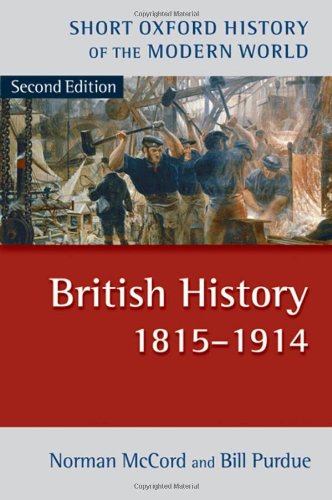 SHORT OXFORD HISTORY
OF THE MODERN WORLD
Second Edition
British History
1815–1914
Norman McCord and Bill Purdue